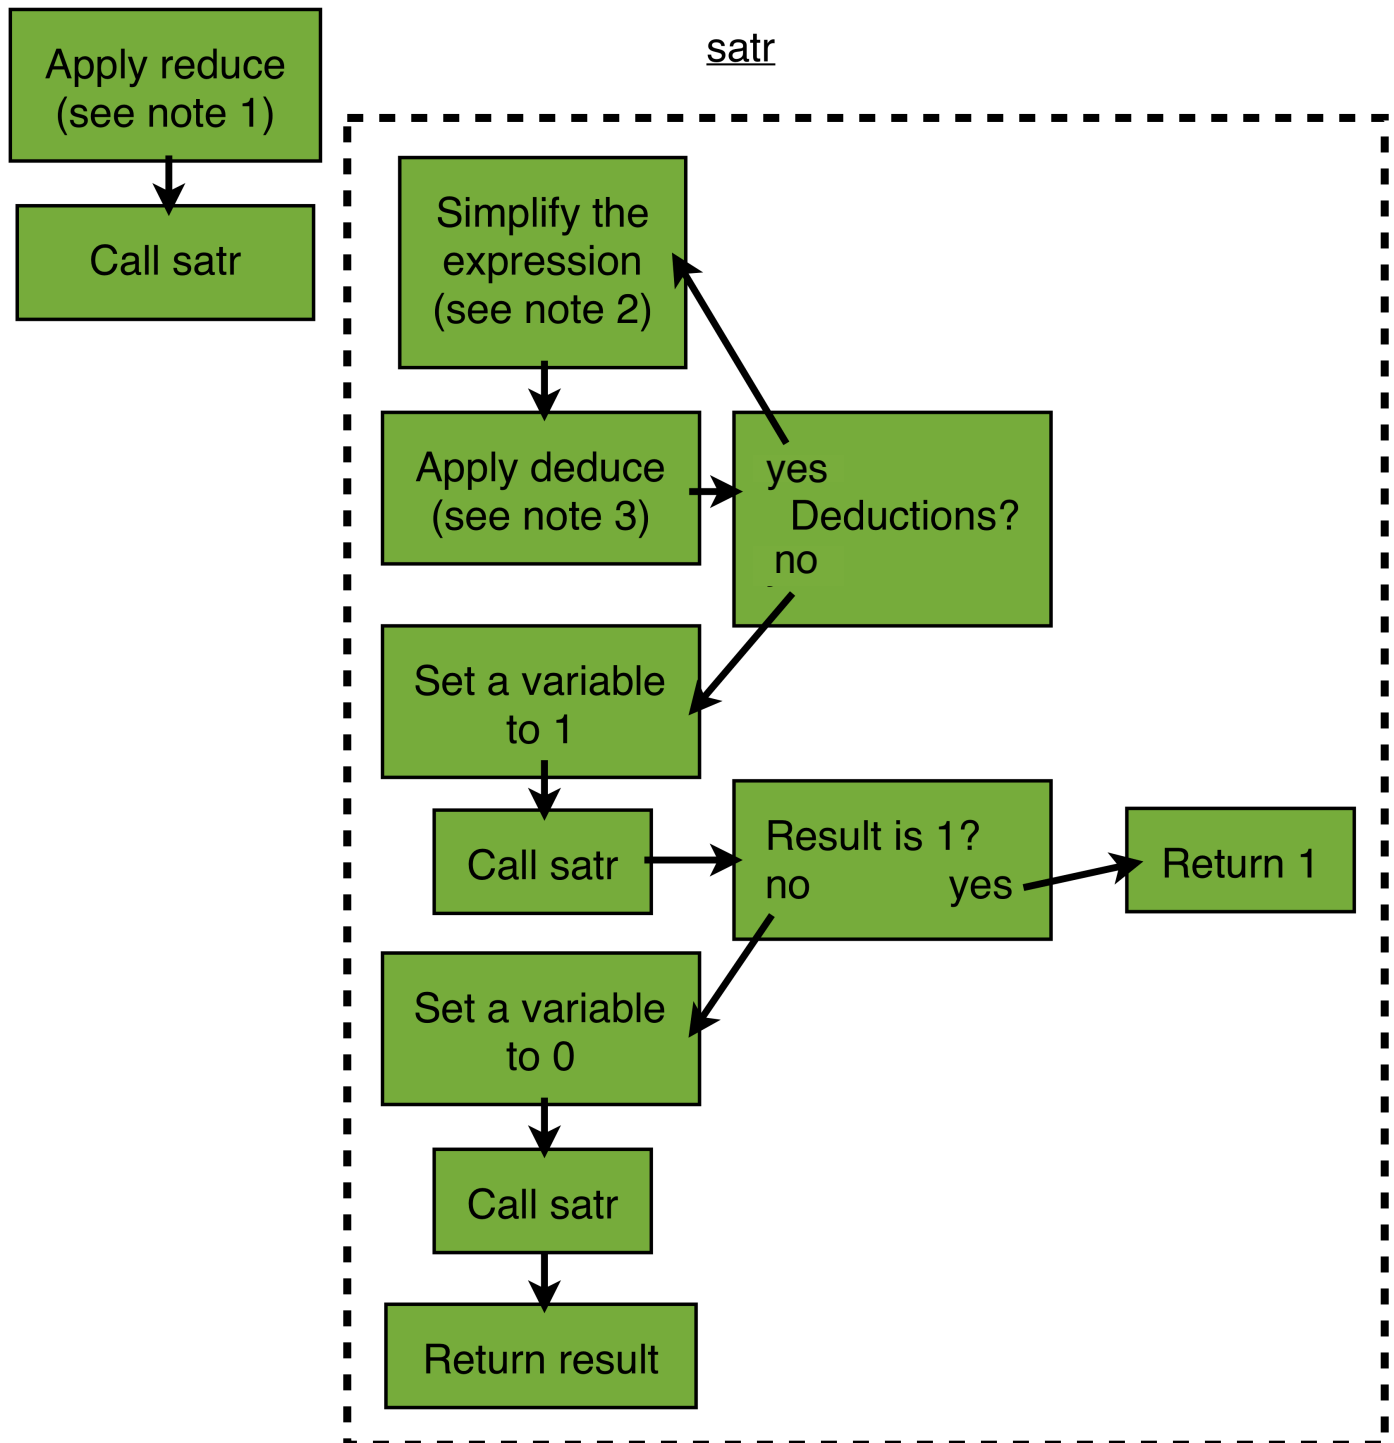 Apply reduce
(see note 1)
Call satr
satr
Simplify the
expression
(see note 2)
Apply deduce
(see note 3)
yes
Deductions?
no
Set a variable
to 1
Call satr
Result is 1?
no yes
Return 1
Set a variable
to 0
Call satr
Return result